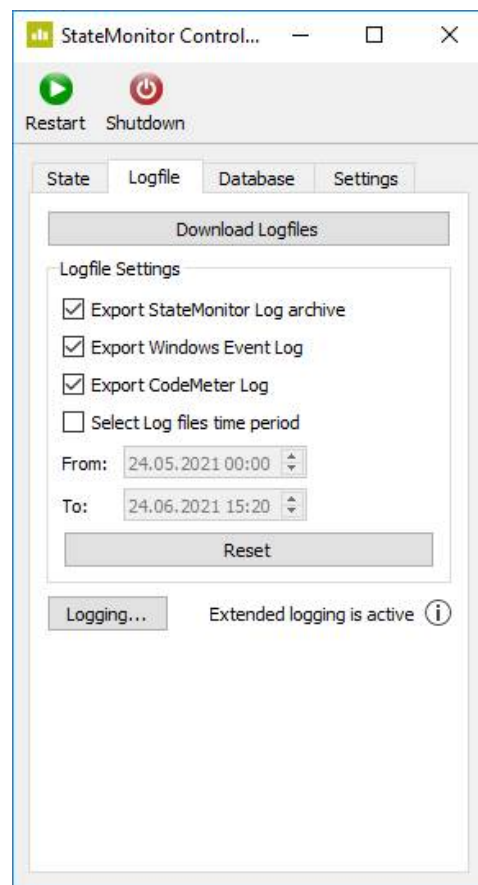 StateMonitor Control...
Restart Shutdown
State Logfile Database Settings
Download Logfiles
Logfile Settings
Export StateMonitor Log archive
Export Windows Event Log
Export CodeMeter Log
Select Log files time period
From: 24.05.2021 00:00
To: 24.06.2021 15:20
Reset
Logging... Extended logging is active